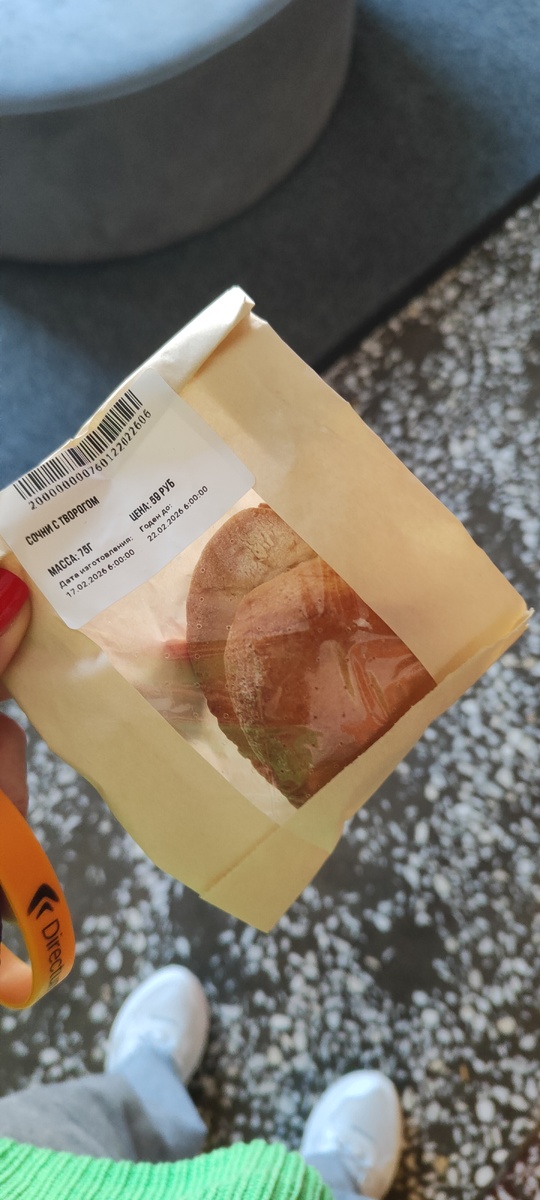 200000000760122022606
СОЧНИ С ТВОРОГОМ
МАССА: 75Г
ЦЕНА: 59 РУБ
Дата изготовления:
17.02.2026 6:00:00
Годен до:
22.02.2026 6:00:00